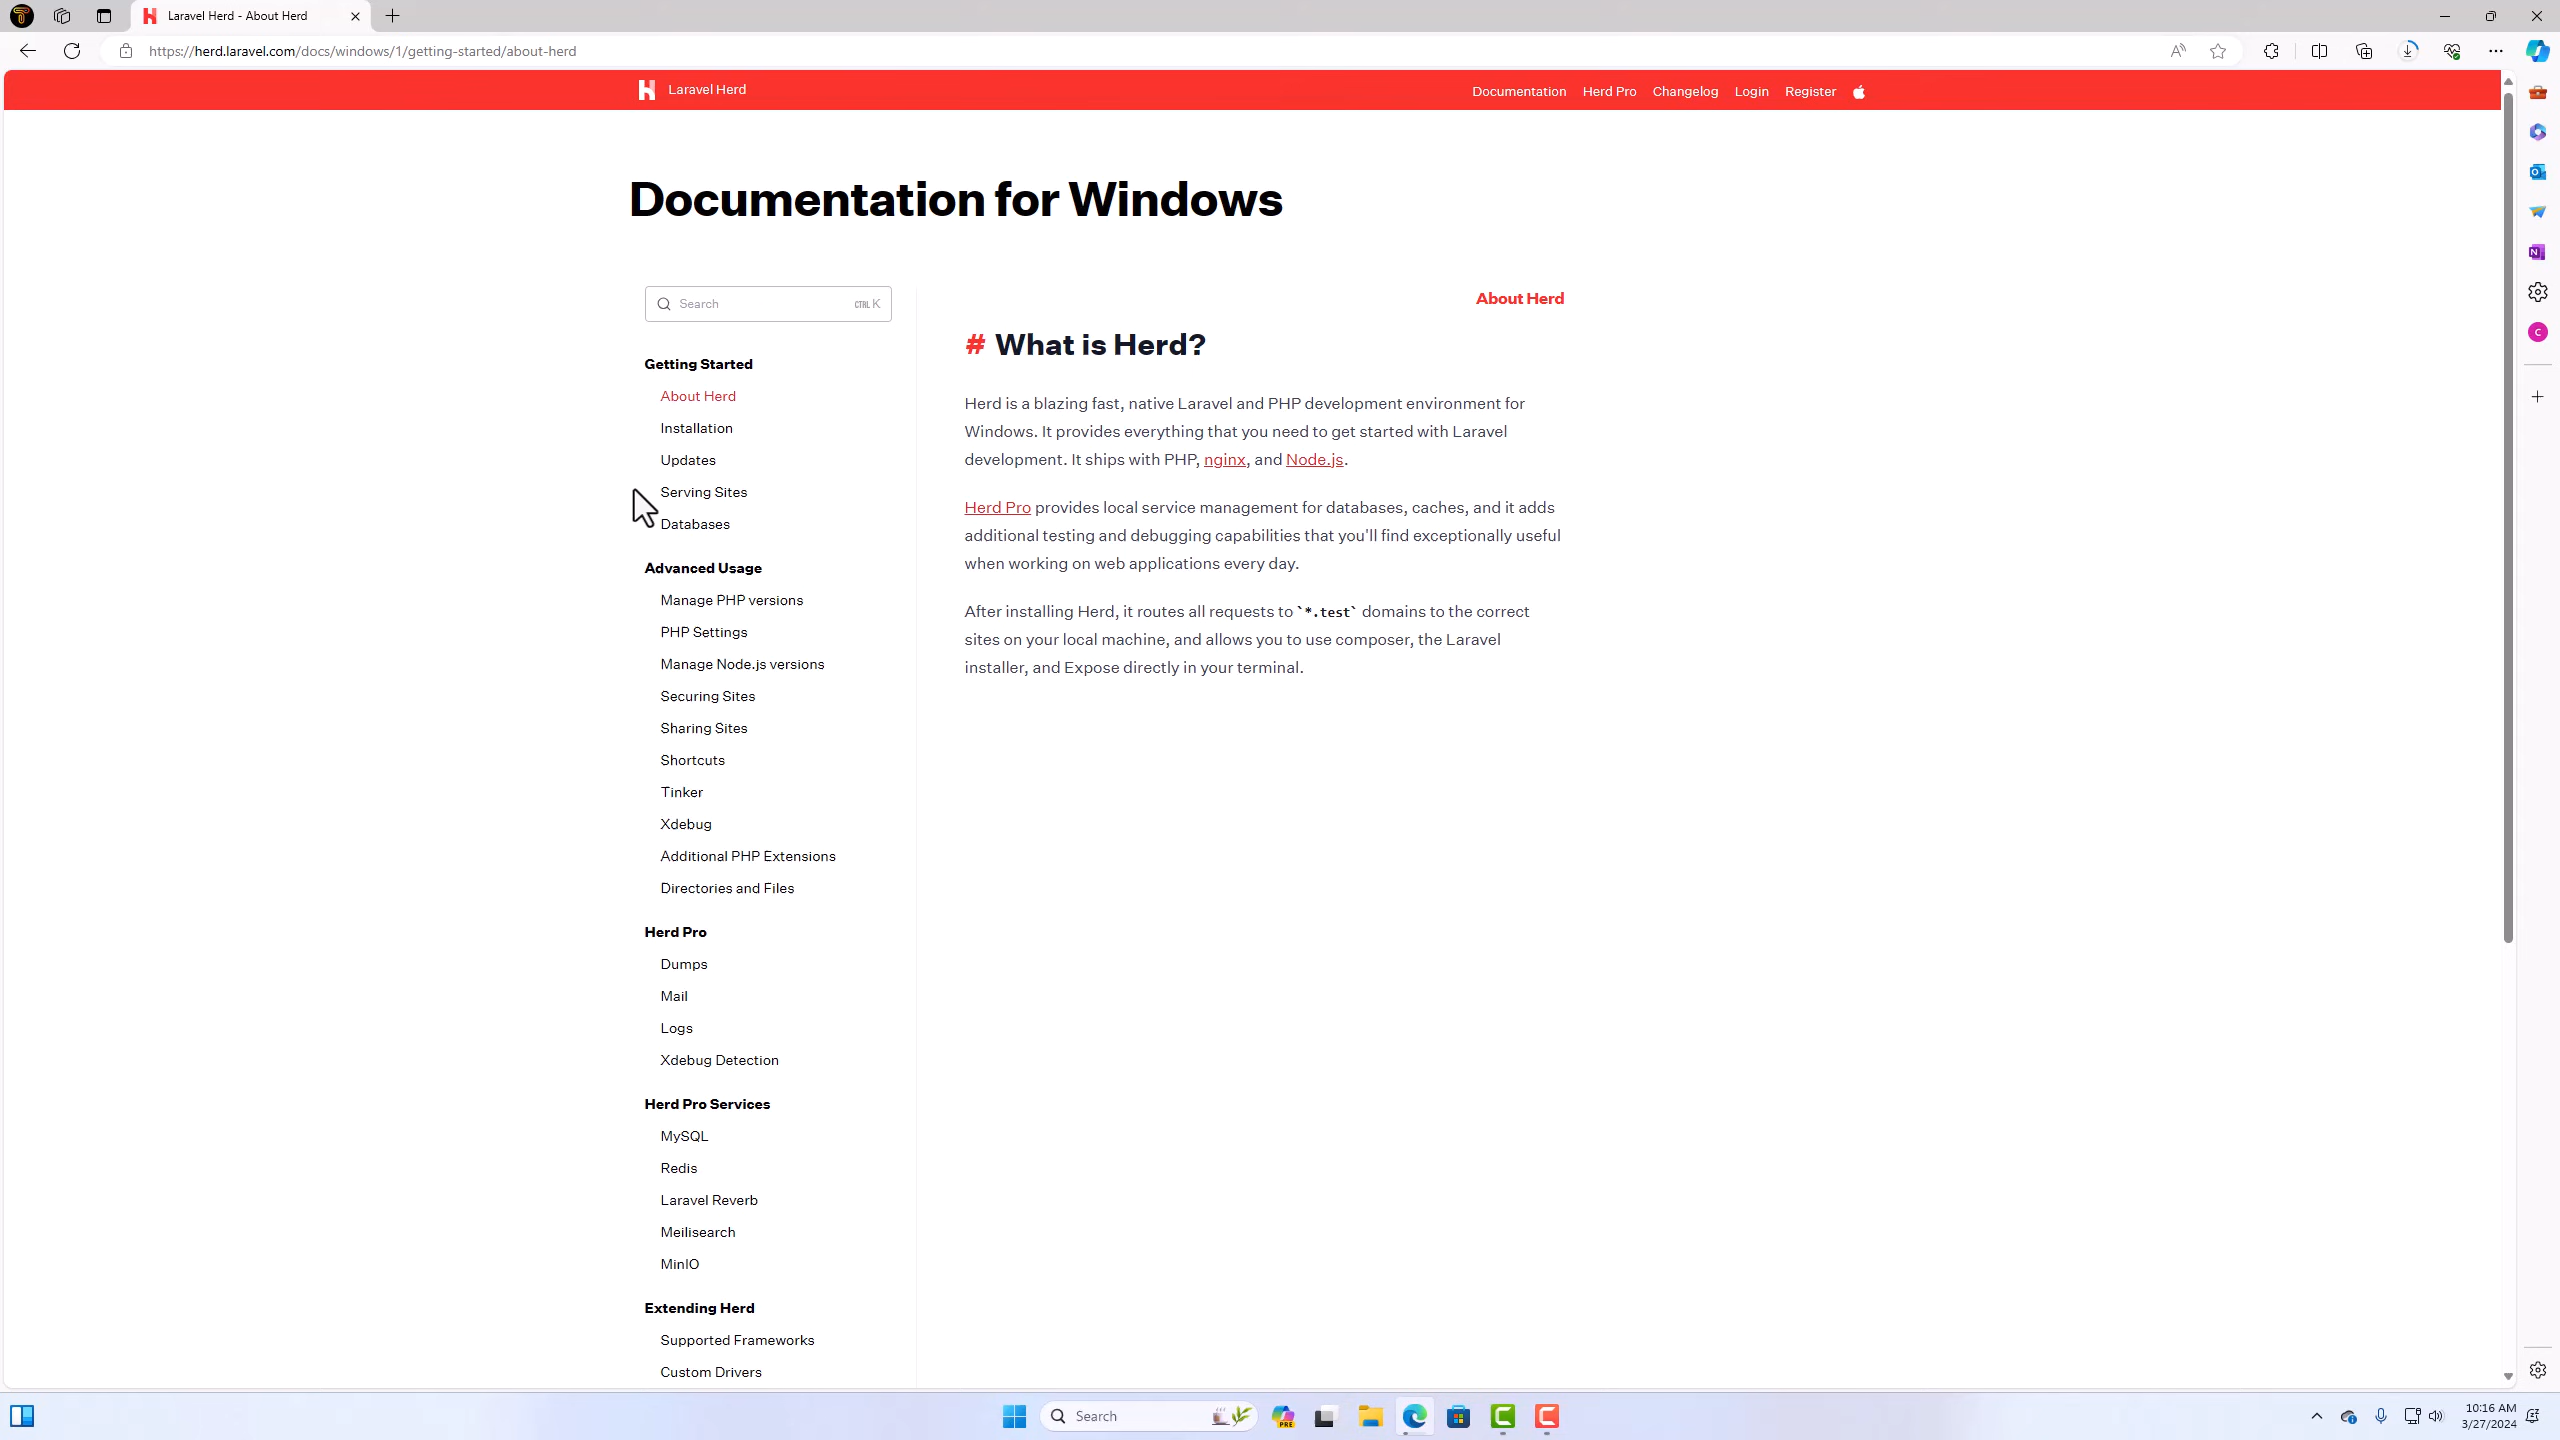 Laravel Herd - About Herd
https://herd.laravel.com/docs/windows/1/getting-started/about-herd
Laravel Herd
Documentation Herd Pro Changelog Login Register
Documentation for Windows
Search CTRL K
Getting Started
About Herd
Installation
Updates
Serving Sites
Databases
Advanced Usage
Manage PHP versions
PHP Settings
Manage Node.js versions
Securing Sites
Sharing Sites
Shortcuts
Tinker
Xdebug
Additional PHP Extensions
Directories and Files
Herd Pro
Dumps
Mail
Logs
Xdebug Detection
Herd Pro Services
MySQL
Redis
Laravel Reverb
Meilisearch
MinIO
Extending Herd
Supported Frameworks
Custom Drivers
About Herd
# What is Herd?
Herd is a blazing fast, native Laravel and PHP development environment for
Windows. It provides everything that you need to get started with Laravel
development. It ships with PHP, nginx, and Node.js.
Herd Pro provides local service management for databases, caches, and it adds
additional testing and debugging capabilities that you'll find exceptionally useful
when working on web applications every day.
After installing Herd, it routes all requests to `*.test` domains to the correct
sites on your local machine, and allows you to use composer, the Laravel
installer, and Expose directly in your terminal.
C
Search
PRE
10:16 AM
3/27/2024